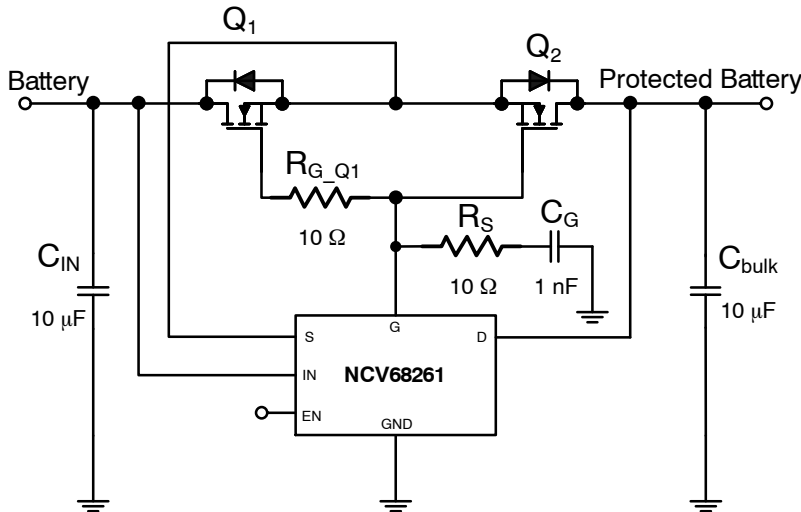 Q1
Q2
Battery
Protected Battery
RG_Q1
10 Ω
RS
CG
10 Ω
1 nF
CIN
10 μF
Cbulk
10 μF
G
S
D
IN
NCV68261
EN
GND